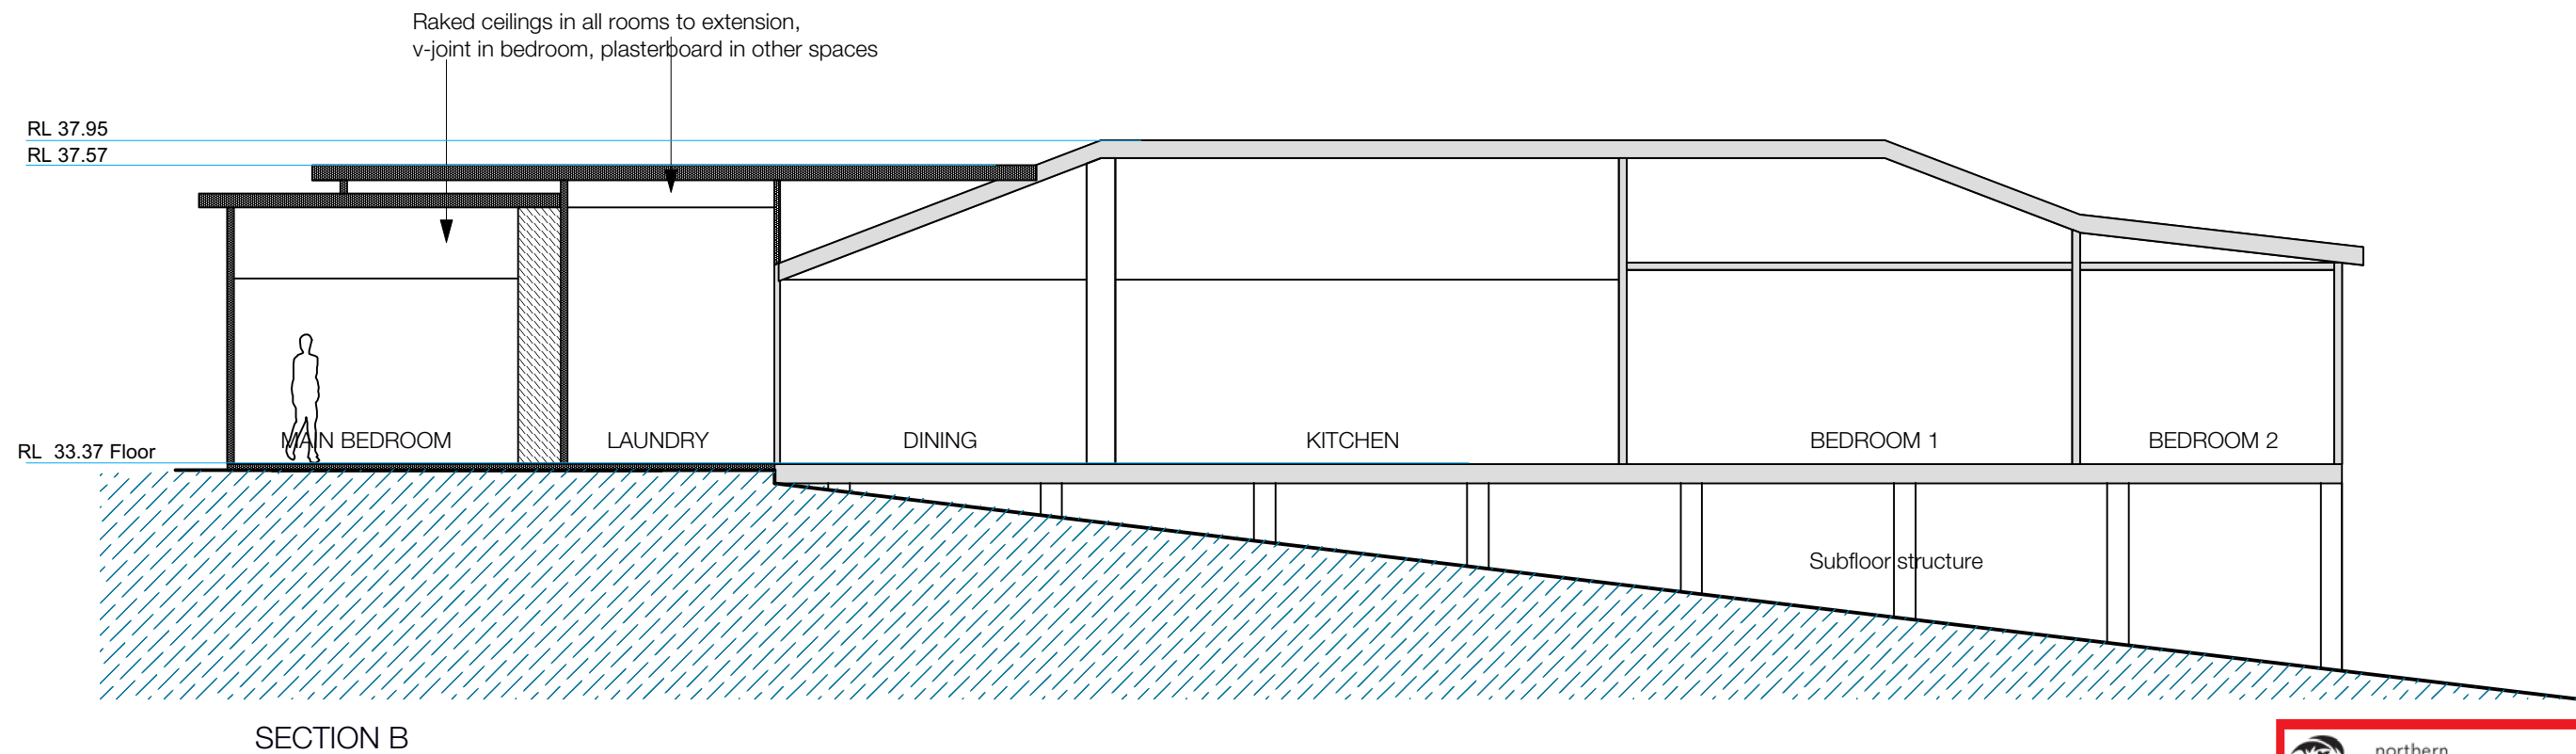 Raked ceilings in all rooms to extension,
v-joint in bedroom, plasterboard in other spaces
RL 37.95
RL 37.57
RL 33.37 Floor
MAIN BEDROOM
LAUNDRY
DINING
KITCHEN
BEDROOM 1
BEDROOM 2
Subfloor structure
SECTION B
northern